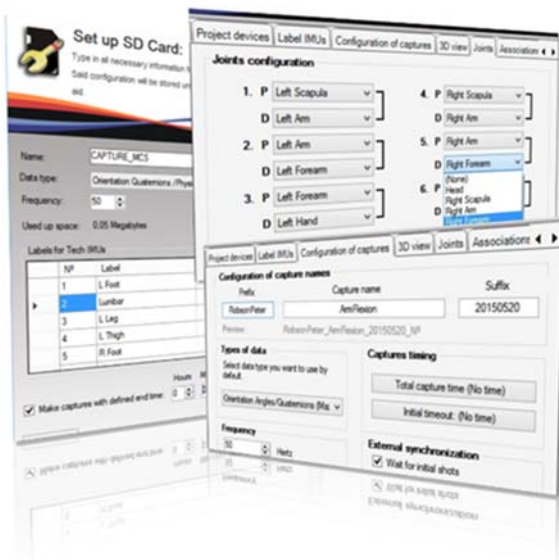 Set up SD Card:
Type in all necessary information
Said configuration will be stored
aid.
Name:
CAPTURE_MCS
Data type:
Orientation Quaternions
Frequency:
50
Used up space: 0.05 Megabytes
Labels for Tech IMUs
Nº Label
1 L Foot
2 Lumbar
3 L Leg
4 L Thigh
5 R Foot
Hours
Make captures with defined end time: 0
Project devices Label IMUs Configuration of captures 3D view Joints Associations
Joints configuration
1. P Left Scapula
D Left Arm
2. P Left Arm
D Left Forearm
3. P Left Forearm
D Left Hand
4. P Right Scapula
D Right Arm
5. P Right Arm
D Right Forearm
(None)
Head
Right Scapula
Right Arm
Right Forearm
6. P
D
Project devices Label IMUs Configuration of captures 3D view Joints Associations
Configuration of capture names
Prefix Capture name Suffix
RobsonPeter ArmFlexion 20150520
Preview: RobsonPeter_ArmFlexion_20150520_Nº
Types of data
Select data type you want to use by
default.
Orientation Angles/Quaternions (Mag
Frequency
50 Hertz
Captures timing
Total capture time (No time)
Initial timeout: (No time)
External synchronization
Wait for initial shots